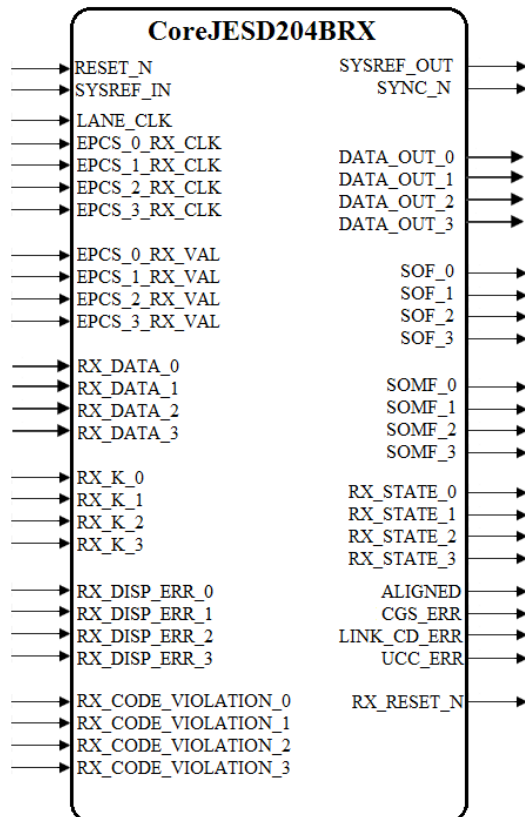 CoreJESD204BRX
RESET_N
SYSREF_IN
LANE_CLK
EPCS_0_RX_CLK
EPCS_1_RX_CLK
EPCS_2_RX_CLK
EPCS_3_RX_CLK
EPCS_0_RX_VAL
EPCS_1_RX_VAL
EPCS_2_RX_VAL
EPCS_3_RX_VAL
RX_DATA_0
RX_DATA_1
RX_DATA_2
RX_DATA_3
RX_K_0
RX_K_1
RX_K_2
RX_K_3
RX_DISP_ERR_0
RX_DISP_ERR_1
RX_DISP_ERR_2
RX_DISP_ERR_3
RX_CODE_VIOLATION_0
RX_CODE_VIOLATION_1
RX_CODE_VIOLATION_2
RX_CODE_VIOLATION_3
SYSREF_OUT
SYNC_N
DATA_OUT_0
DATA_OUT_1
DATA_OUT_2
DATA_OUT_3
SOF_0
SOF_1
SOF_2
SOF_3
SOMF_0
SOMF_1
SOMF_2
SOMF_3
RX_STATE_0
RX_STATE_1
RX_STATE_2
RX_STATE_3
ALIGNED
CGS_ERR
LINK_CD_ERR
UCC_ERR
RX_RESET_N